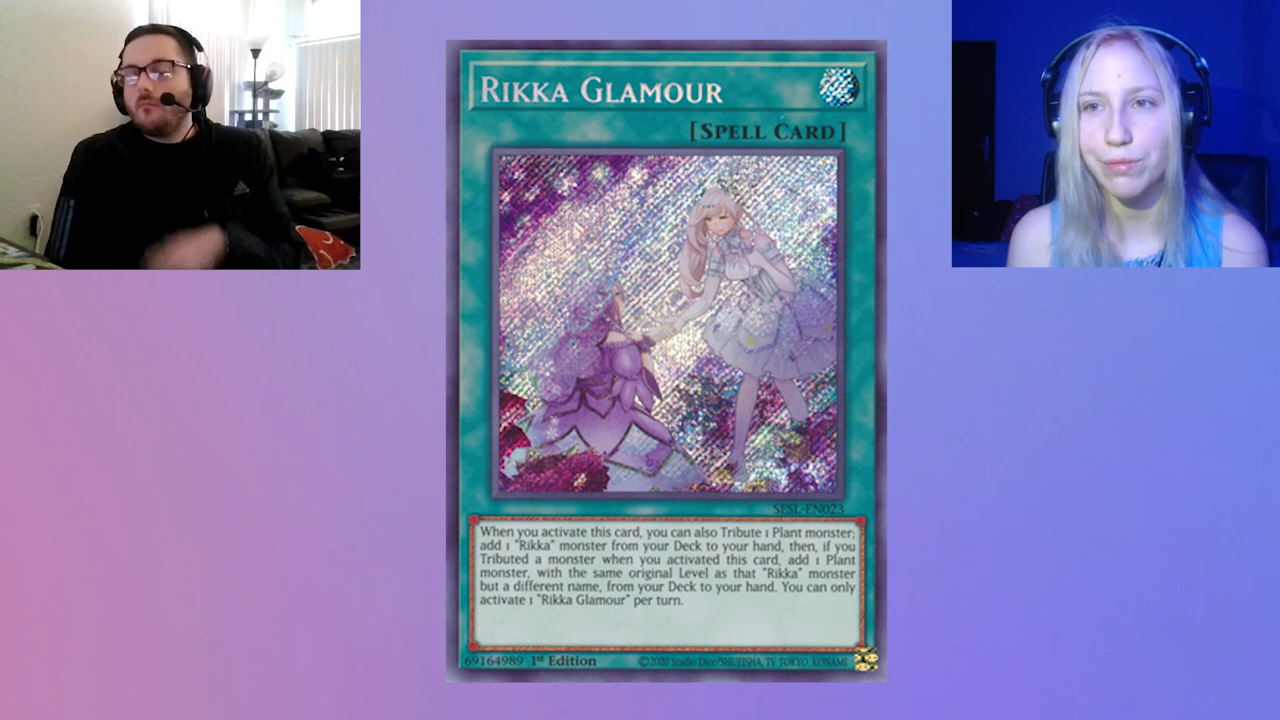 RIKKA GLAMOUR
[SPELL CARD]
SESL-EN023
When you activate this card, you can also Tribute 1 Plant monster;
add 1 "Rikka" monster from your Deck to your hand, then, if you
Tributed a monster when you activated this card, add 1 Plant
monster, with the same original Level as that "Rikka" monster
but a different name, from your Deck to your hand. You can only
activate 1 "Rikka Glamour" per turn.
69164989 1st Edition ©2020 Studio Dice/SHUEISHA, TV TOKYO, KONAMI